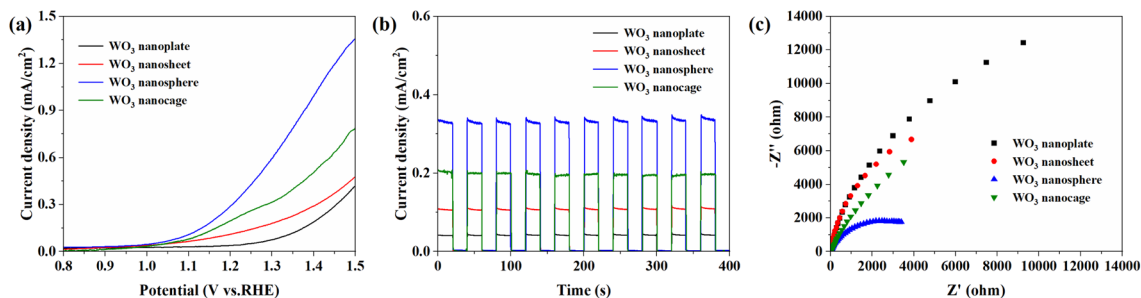 (a)
Current density (mA/cm²)
1.5
1.2
0.9
0.6
0.3
0.0
WO₃ nanoplate
WO₃ nanosheet
WO₃ nanosphere
WO₃ nanocage
0.8 0.9 1.0 1.1 1.2 1.3 1.4 1.5
Potential (V vs.RHE)
(b)
Current density (mA/cm²)
0.6
0.4
0.2
0.0
WO₃ nanoplate
WO₃ nanosheet
WO₃ nanosphere
WO₃ nanocage
0 100 200 300 400
Time (s)
(c)
-Z'' (ohm)
14000
12000
10000
8000
6000
4000
2000
0
WO₃ nanoplate
WO₃ nanosheet
WO₃ nanosphere
WO₃ nanocage
0 2000 4000 6000 8000 10000 12000 14000
Z' (ohm)